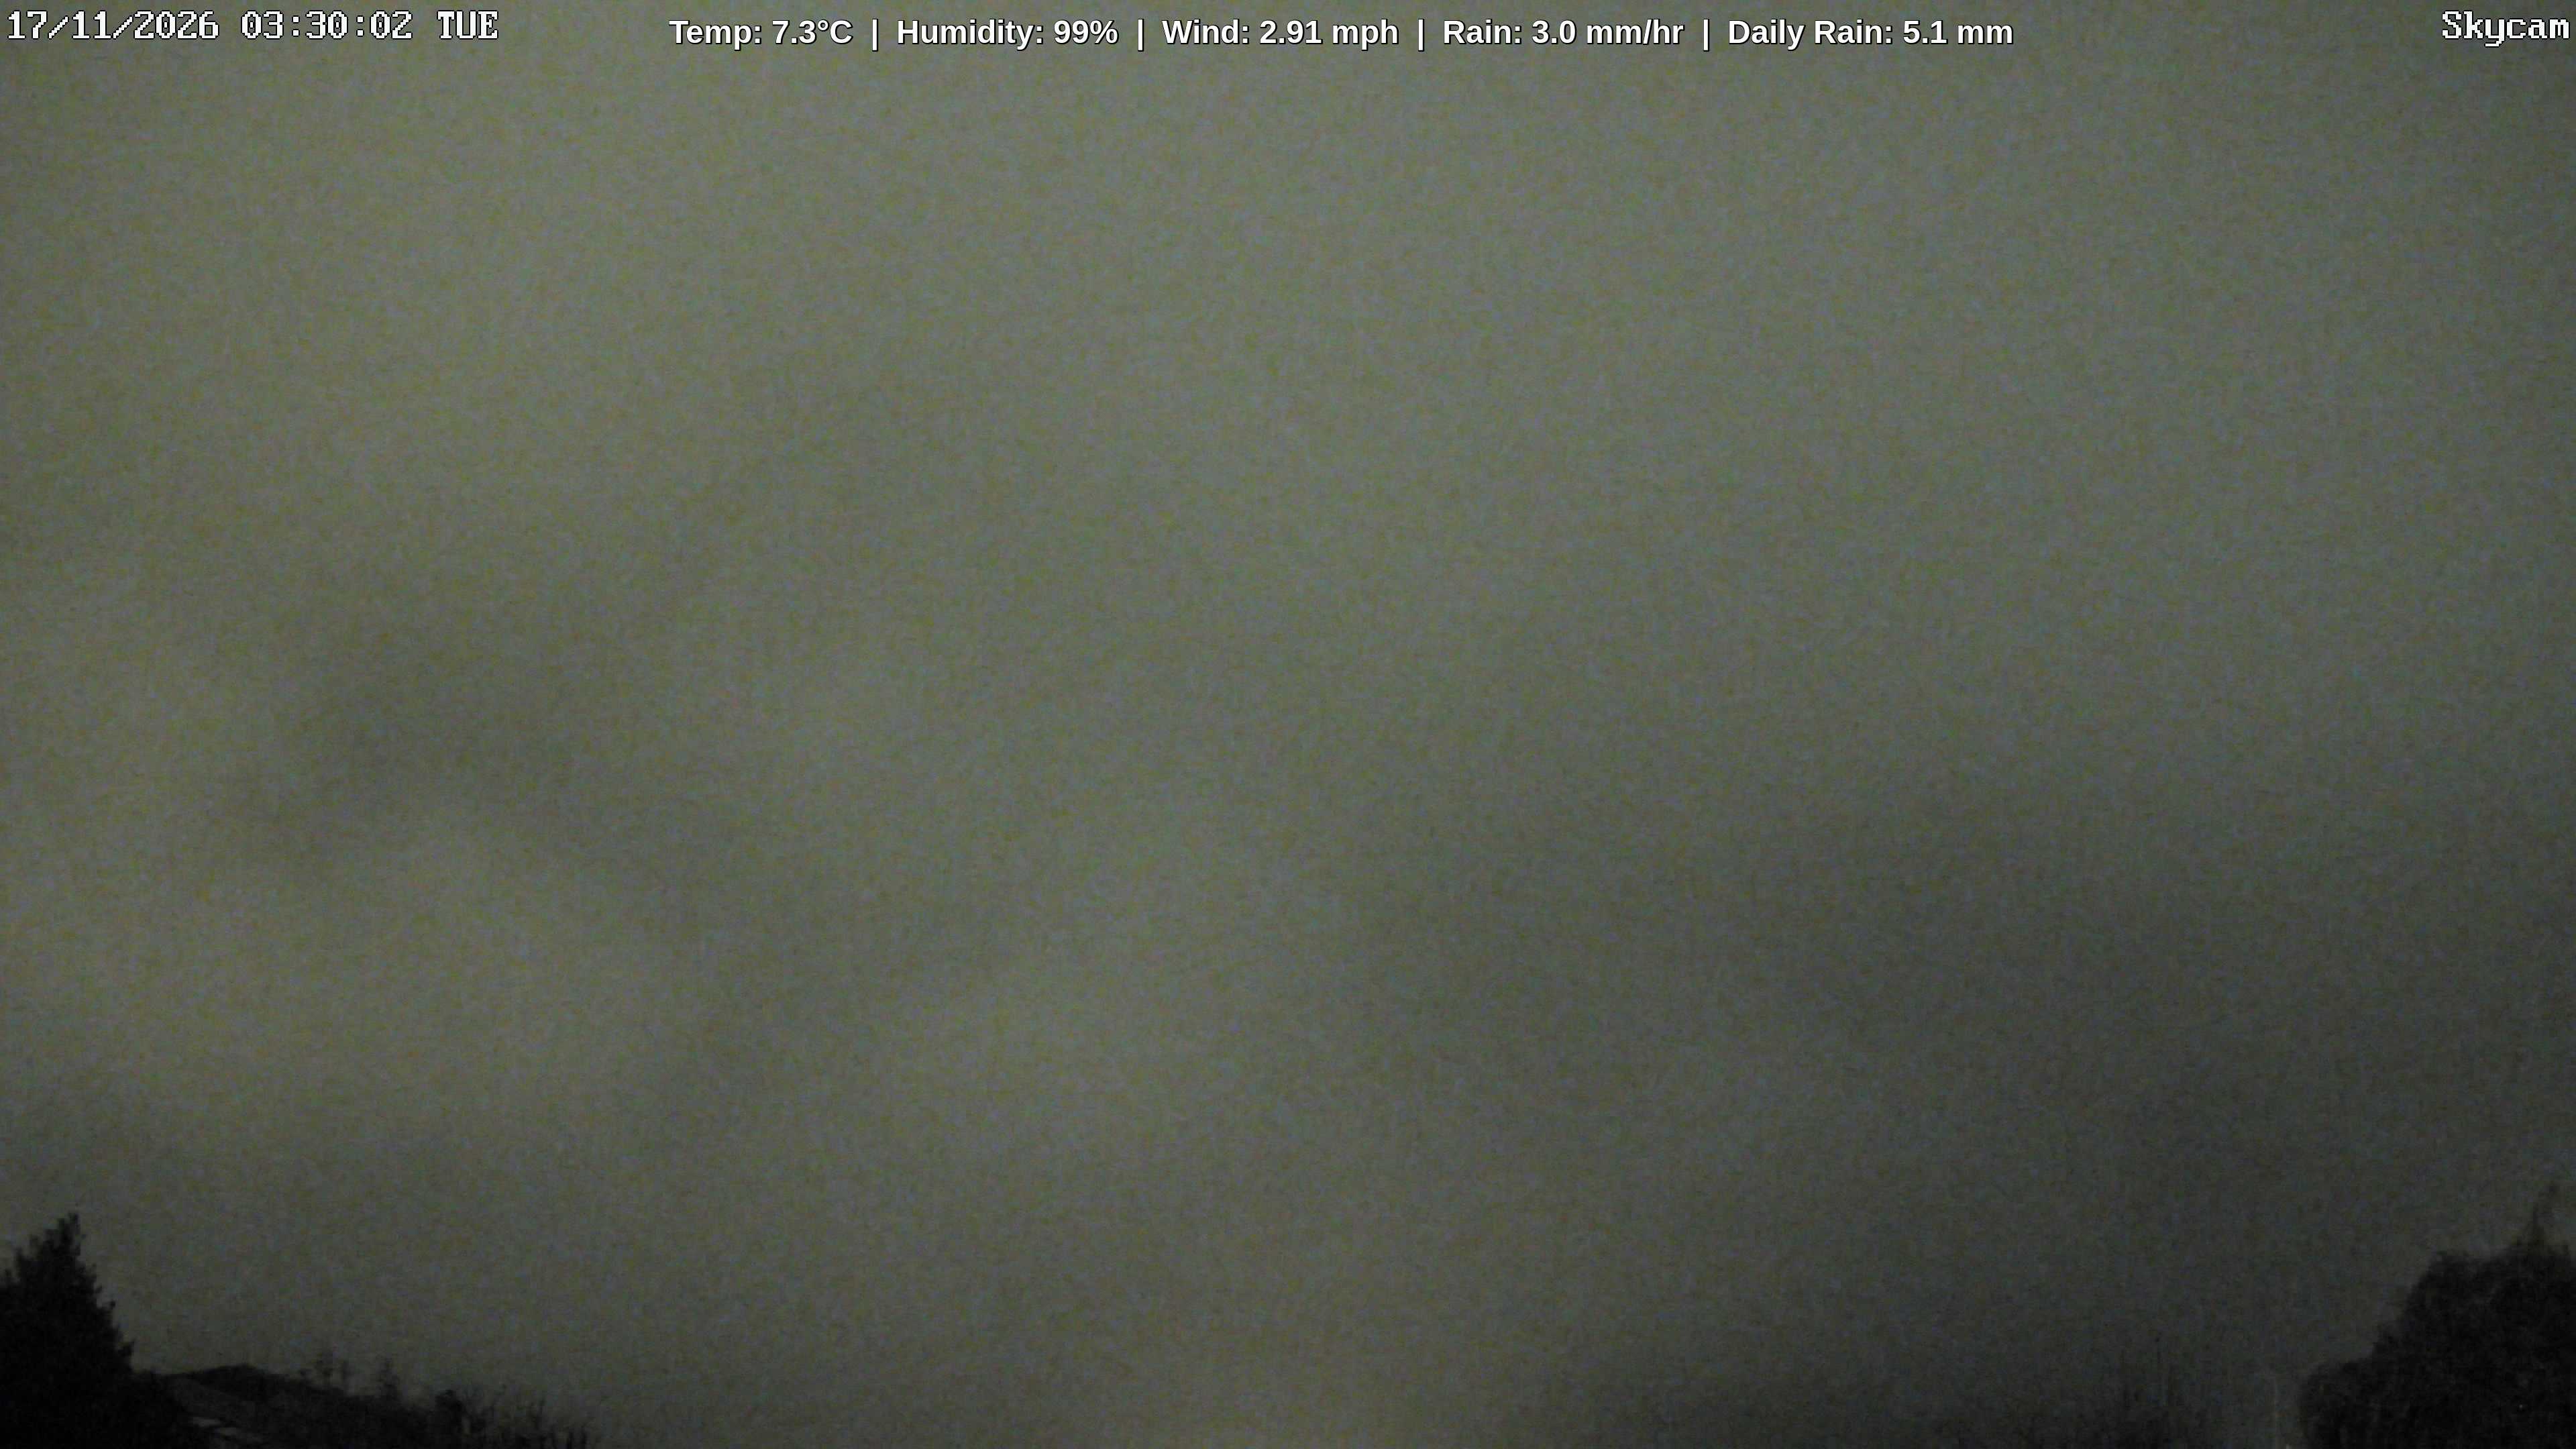 17/11/2026 03:30:02 TUE
Temp: 7.3°C | Humidity: 99% | Wind: 2.91 mph | Rain: 3.0 mm/hr | Daily Rain: 5.1 mm
Skycam